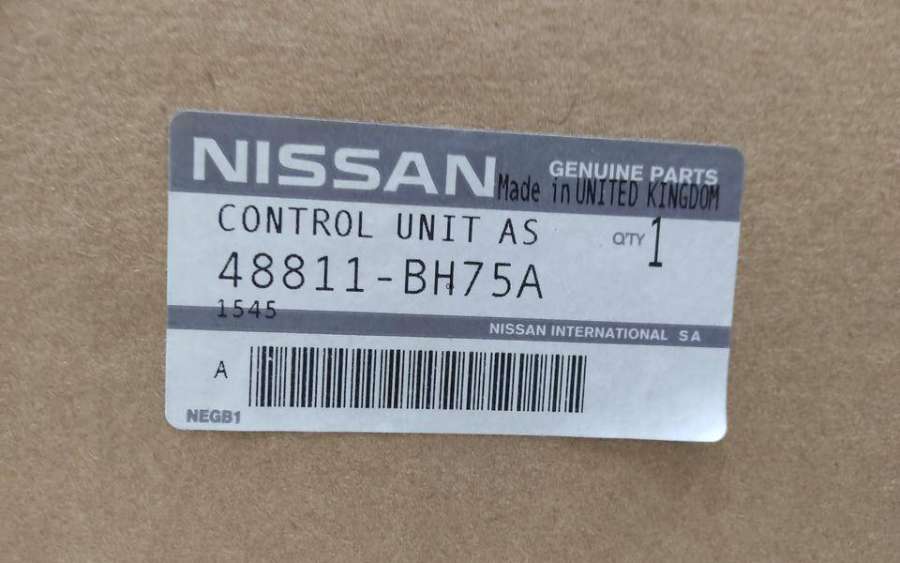 NISSAN GENUINE PARTS
Made in UNITED KINGDOM
CONTROL UNIT AS Q'TY 1
48811-BH75A
1545
NISSAN INTERNATIONAL SA
A
NEGB1